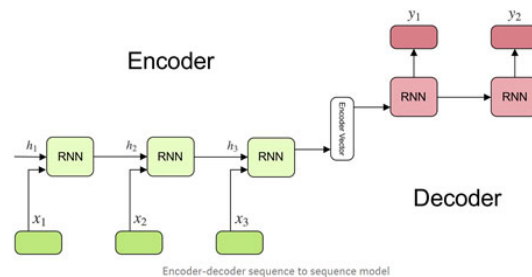 y1
y2
Encoder
RNN
RNN
Encoder Vector
h1
RNN
h2
RNN
h3
RNN
Decoder
x1
x2
x3
Encoder-decoder sequence to sequence model